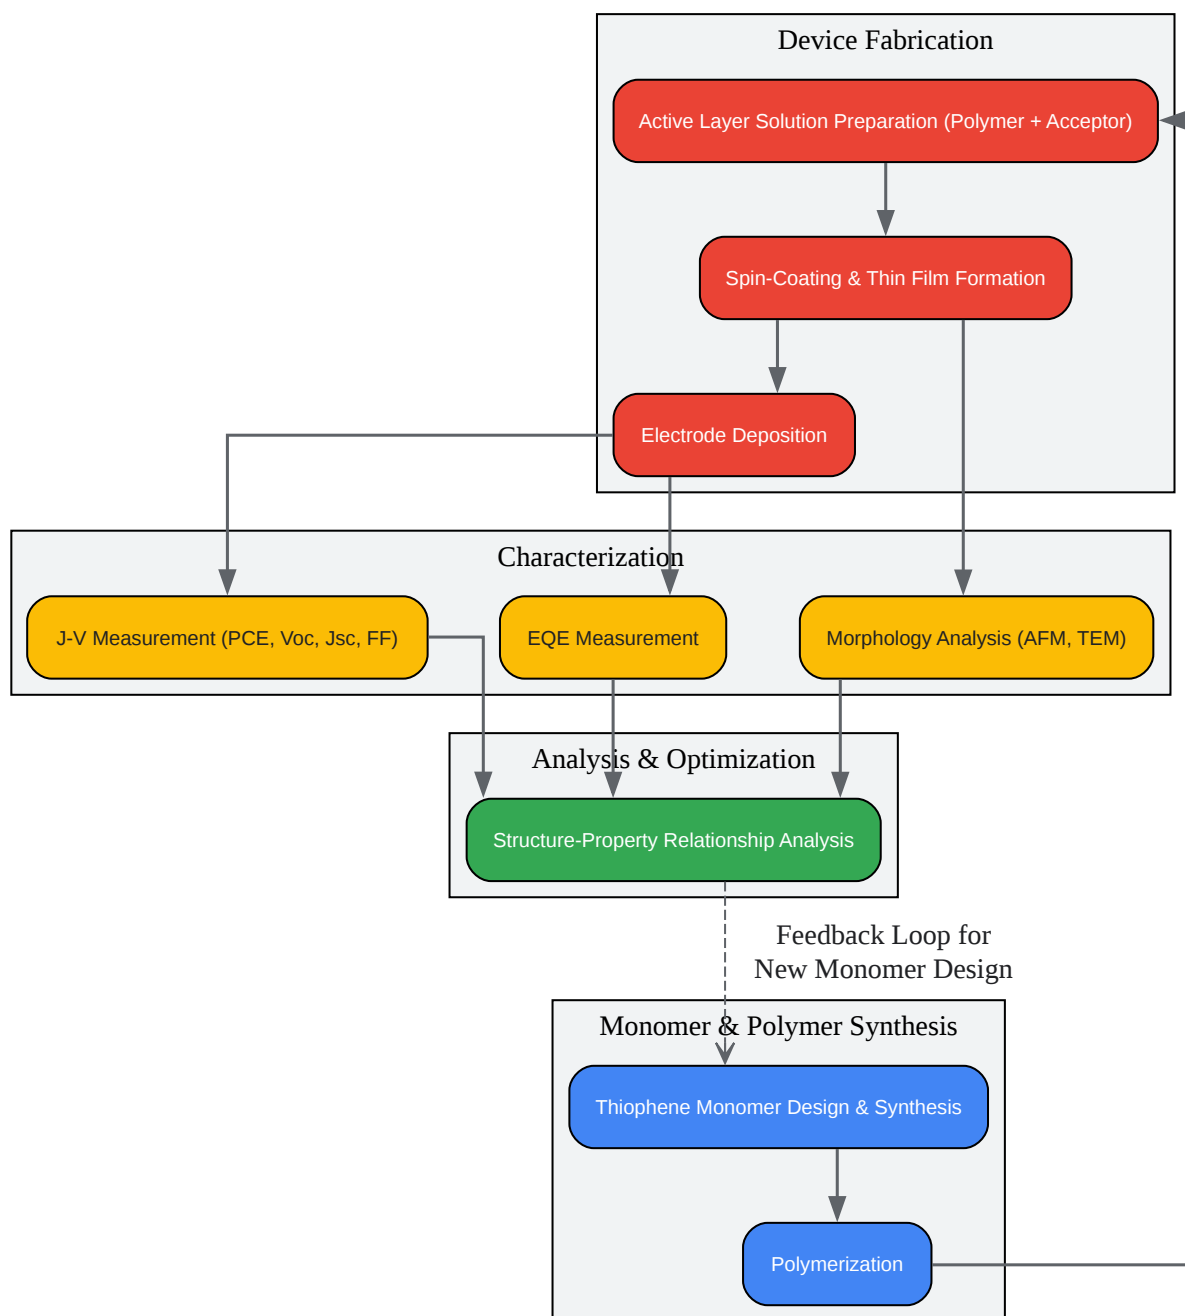 Device Fabrication
Active Layer Solution Preparation (Polymer + Acceptor)
Spin-Coating & Thin Film Formation
Electrode Deposition
Characterization
J-V Measurement (PCE, Voc, Jsc, FF)
EQE Measurement
Morphology Analysis (AFM, TEM)
Analysis & Optimization
Structure-Property Relationship Analysis
Feedback Loop for
New Monomer Design
Monomer & Polymer Synthesis
Thiophene Monomer Design & Synthesis
Polymerization